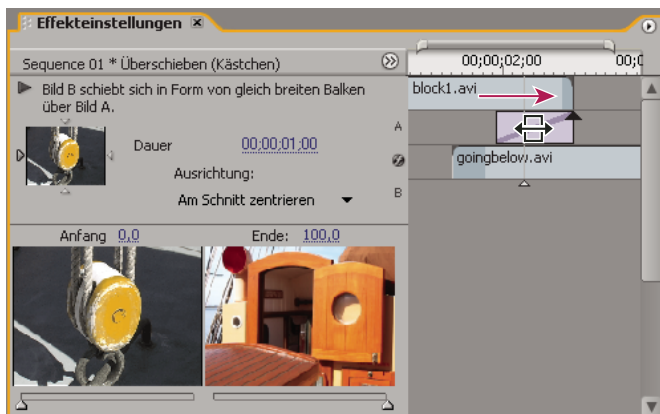 Effekteinstellungen
Sequence 01 * Überschieben (Kästchen)
Bild B schiebt sich in Form von gleich breiten Balken
über Bild A.
Dauer 00;00;01;00
Ausrichtung:
Am Schnitt zentrieren
Anfang 0,0
Ende: 100,0
00;00;02;00 00;0
block1.avi
A
goingbelow.avi
B